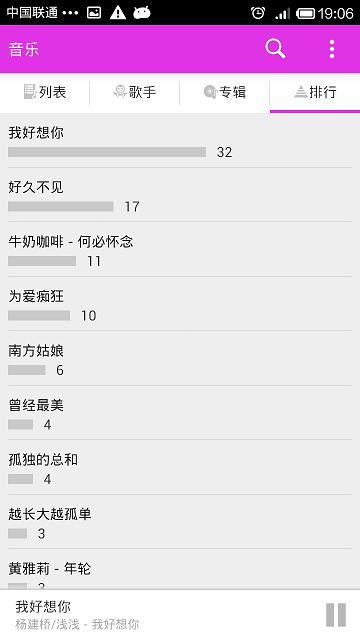 中国联通 19:06
音乐
列表 歌手 专辑 排行
我好想你
32
好久不见
17
牛奶咖啡 - 何必怀念
11
为爱痴狂
10
南方姑娘
6
曾经最美
4
孤独的总和
4
越长大越孤单
3
黄雅莉 - 年轮
3
我好想你
杨建桥/浅浅 - 我好想你